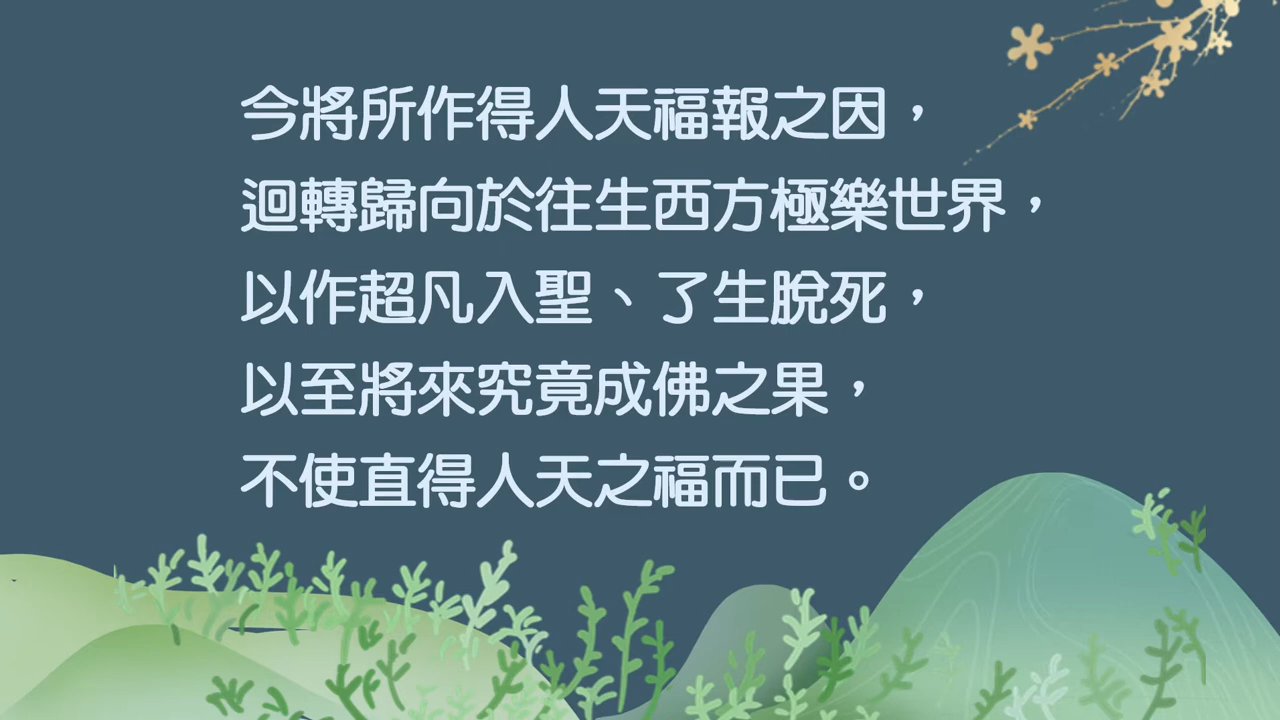 今將所作得人天福報之因，
迴轉歸向於往生西方極樂世界，
以作超凡入聖、了生脫死，
以至將來究竟成佛之果，
不使直得人天之福而已。